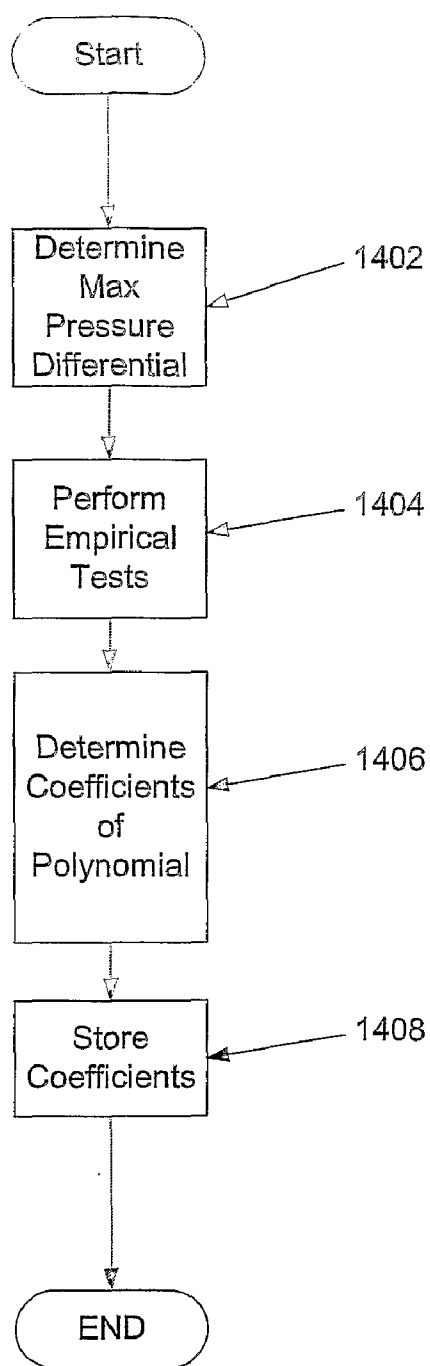 Start
Determine
Max
Pressure
Differential
1402
Perform
Empirical
Tests
1404
Determine
Coefficients
of
Polynomial
1406
Store
Coefficients
1408
END